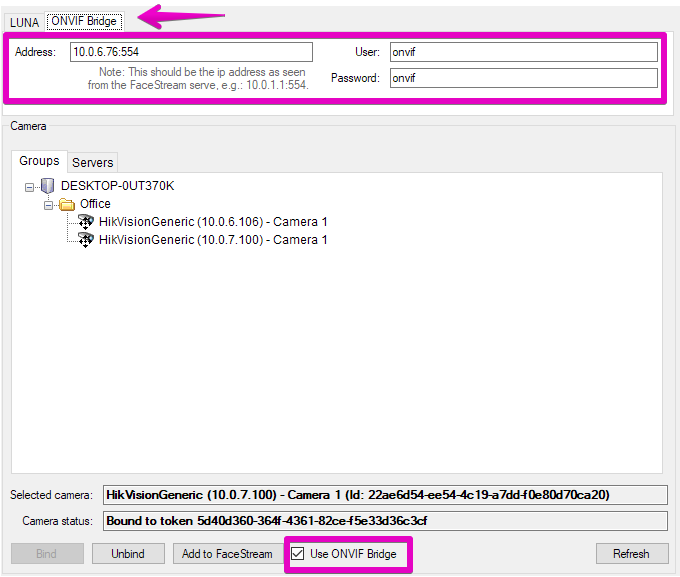 LUNA ONVIF Bridge
Address: 10.0.6.76:554 User: onvif
Note: This should be the ip address as seen
from the FaceStream serve, e.g.: 10.0.1.1:554.
Password: onvif
Camera
Groups Servers
DESKTOP-0UT370K
Office
HikVisionGeneric (10.0.6.106) - Camera 1
HikVisionGeneric (10.0.7.100) - Camera 1
Selected camera: HikVisionGeneric (10.0.7.100) - Camera 1 (Id: 22ae6d54-ee54-4c19-a7dd-f0e80d70ca20)
Camera status: Bound to token 5d40d360-364f-4361-82ce-f5e33d36c3cf
Bind Unbind Add to FaceStream Use ONVIF Bridge Refresh